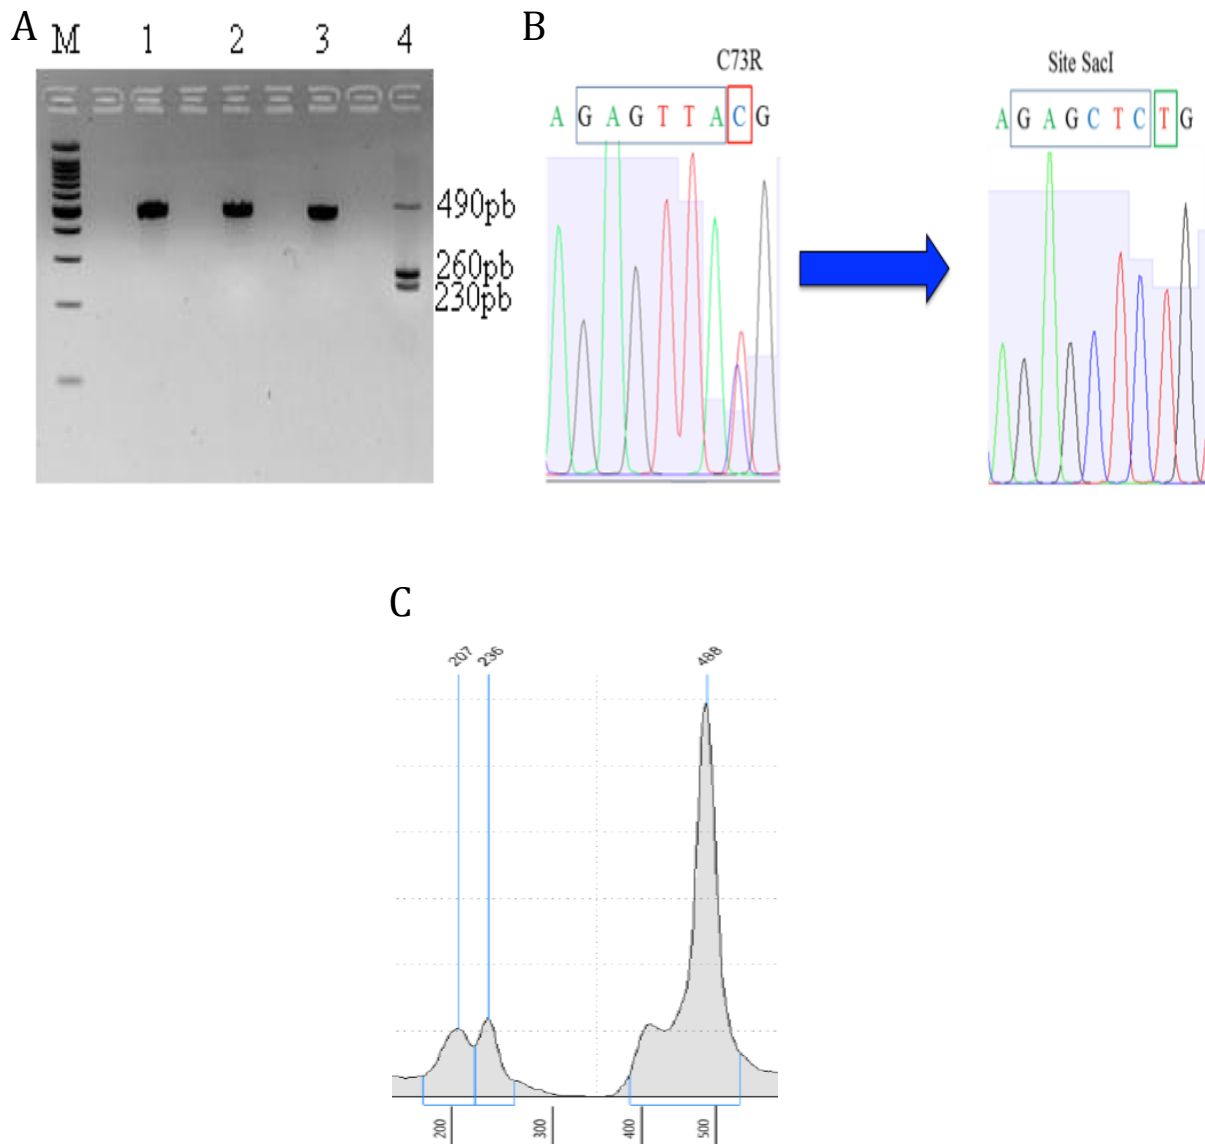 A
M 1 2 3 4
490pb
260pb
230pb
B
C73R
A G A G T T A C G
Site SacI
A G A G C T C T G
C
207 236 488
200 300 400 500